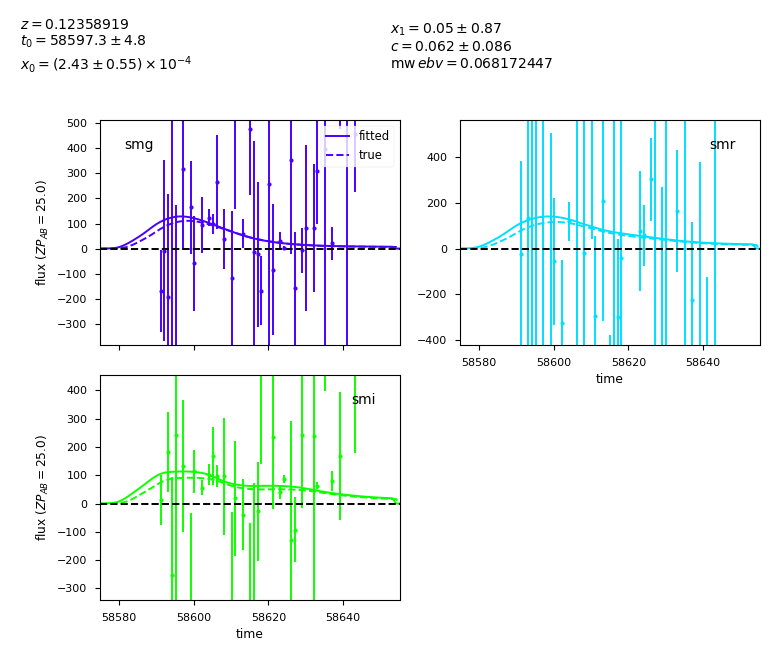 z = 0.12358919
t₀ = 58597.3 ± 4.8
x₀ = (2.43 ± 0.55) × 10⁻⁴
x₁ = 0.05 ± 0.87
c = 0.062 ± 0.086
mw ebv = 0.068172447
smg
fitted
true
500
400
300
200
100
0
−100
−200
−300
flux (ZP_AB = 25.0)
smr
400
200
0
−200
−400
58580 58600 58620 58640
time
smi
400
300
200
100
0
−100
−200
−300
flux (ZP_AB = 25.0)
58580 58600 58620 58640
time